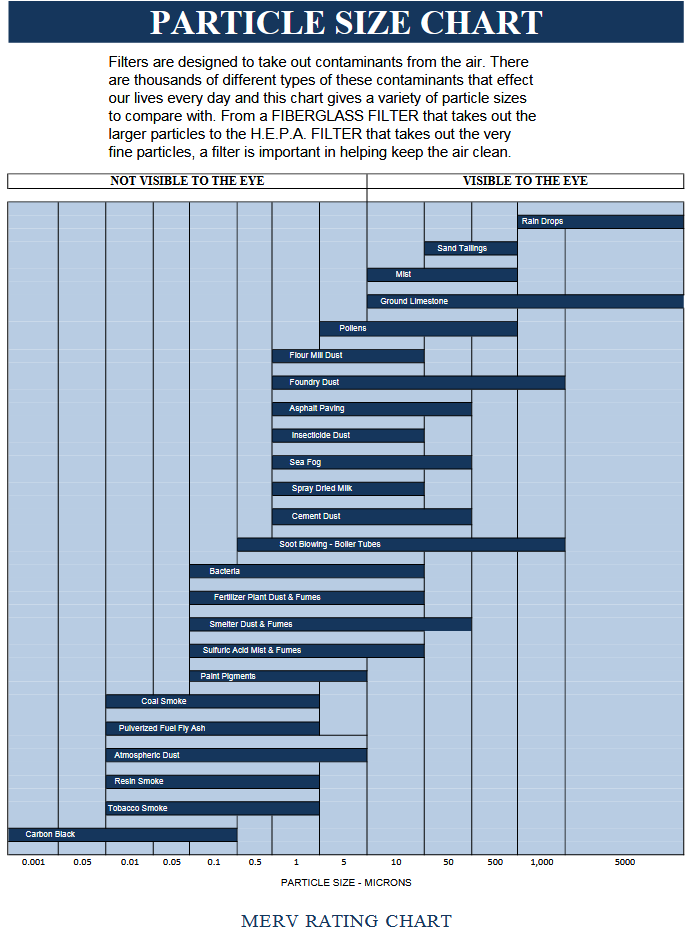 PARTICLE SIZE CHART
Filters are designed to take out contaminants from the air. There
are thousands of different types of these contaminants that effect
our lives every day and this chart gives a variety of particle sizes
to compare with. From a FIBERGLASS FILTER that takes out the
larger particles to the H.E.P.A. FILTER that takes out the very
fine particles, a filter is important in helping keep the air clean.
NOT VISIBLE TO THE EYE VISIBLE TO THE EYE
Rain Drops
Sand Tailings
Mist
Ground Limestone
Pollens
Flour Mill Dust
Foundry Dust
Asphalt Paving
Insecticide Dust
Sea Fog
Spray Dried Milk
Cement Dust
Soot Blowing - Boiler Tubes
Bacteria
Fertilizer Plant Dust & Fumes
Smelter Dust & Fumes
Sulfuric Acid Mist & Fumes
Paint Pigments
Coal Smoke
Pulverized Fuel Fly Ash
Atmospheric Dust
Resin Smoke
Tobacco Smoke
Carbon Black
0.001 0.05 0.01 0.05 0.1 0.5 1 5 10 50 500 1,000 5000
PARTICLE SIZE - MICRONS
MERV RATING CHART